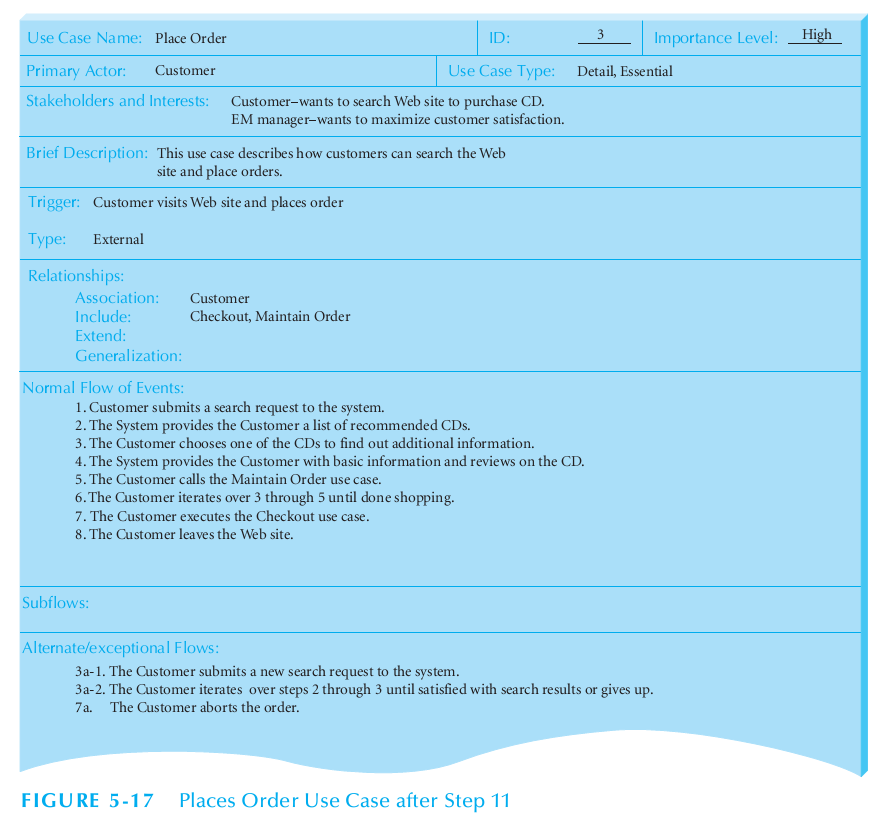 Use Case Name: Place Order ID: 3 Importance Level: High
Primary Actor: Customer Use Case Type: Detail, Essential
Stakeholders and Interests: Customer–wants to search Web site to purchase CD.
EM manager–wants to maximize customer satisfaction.
Brief Description: This use case describes how customers can search the Web
site and place orders.
Trigger: Customer visits Web site and places order
Type: External
Relationships:
Association: Customer
Include: Checkout, Maintain Order
Extend:
Generalization:
Normal Flow of Events:
1. Customer submits a search request to the system.
2. The System provides the Customer a list of recommended CDs.
3. The Customer chooses one of the CDs to find out additional information.
4. The System provides the Customer with basic information and reviews on the CD.
5. The Customer calls the Maintain Order use case.
6. The Customer iterates over 3 through 5 until done shopping.
7. The Customer executes the Checkout use case.
8. The Customer leaves the Web site.
Subflows:
Alternate/exceptional Flows:
3a-1. The Customer submits a new search request to the system.
3a-2. The Customer iterates over steps 2 through 3 until satisfied with search results or gives up.
7a. The Customer aborts the order.
FIGURE 5-17 Places Order Use Case after Step 11